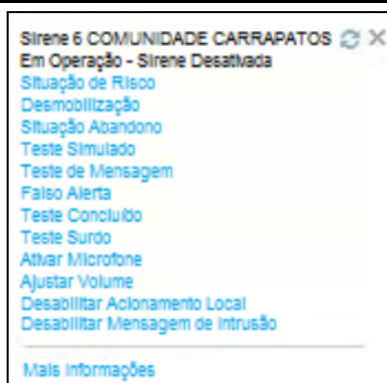 Sirene 6 COMUNIDADE CARRAPATOS
Em Operação - Sirene Desativada
Situação de Risco
Desmobilização
Situação Abandono
Teste Simulado
Teste de Mensagem
Falso Alerta
Teste Concluído
Teste Surdo
Ativar Microfone
Ajustar Volume
Desabilitar Acionamento Local
Desabilitar Mensagem de Intrusão
Mais Informações